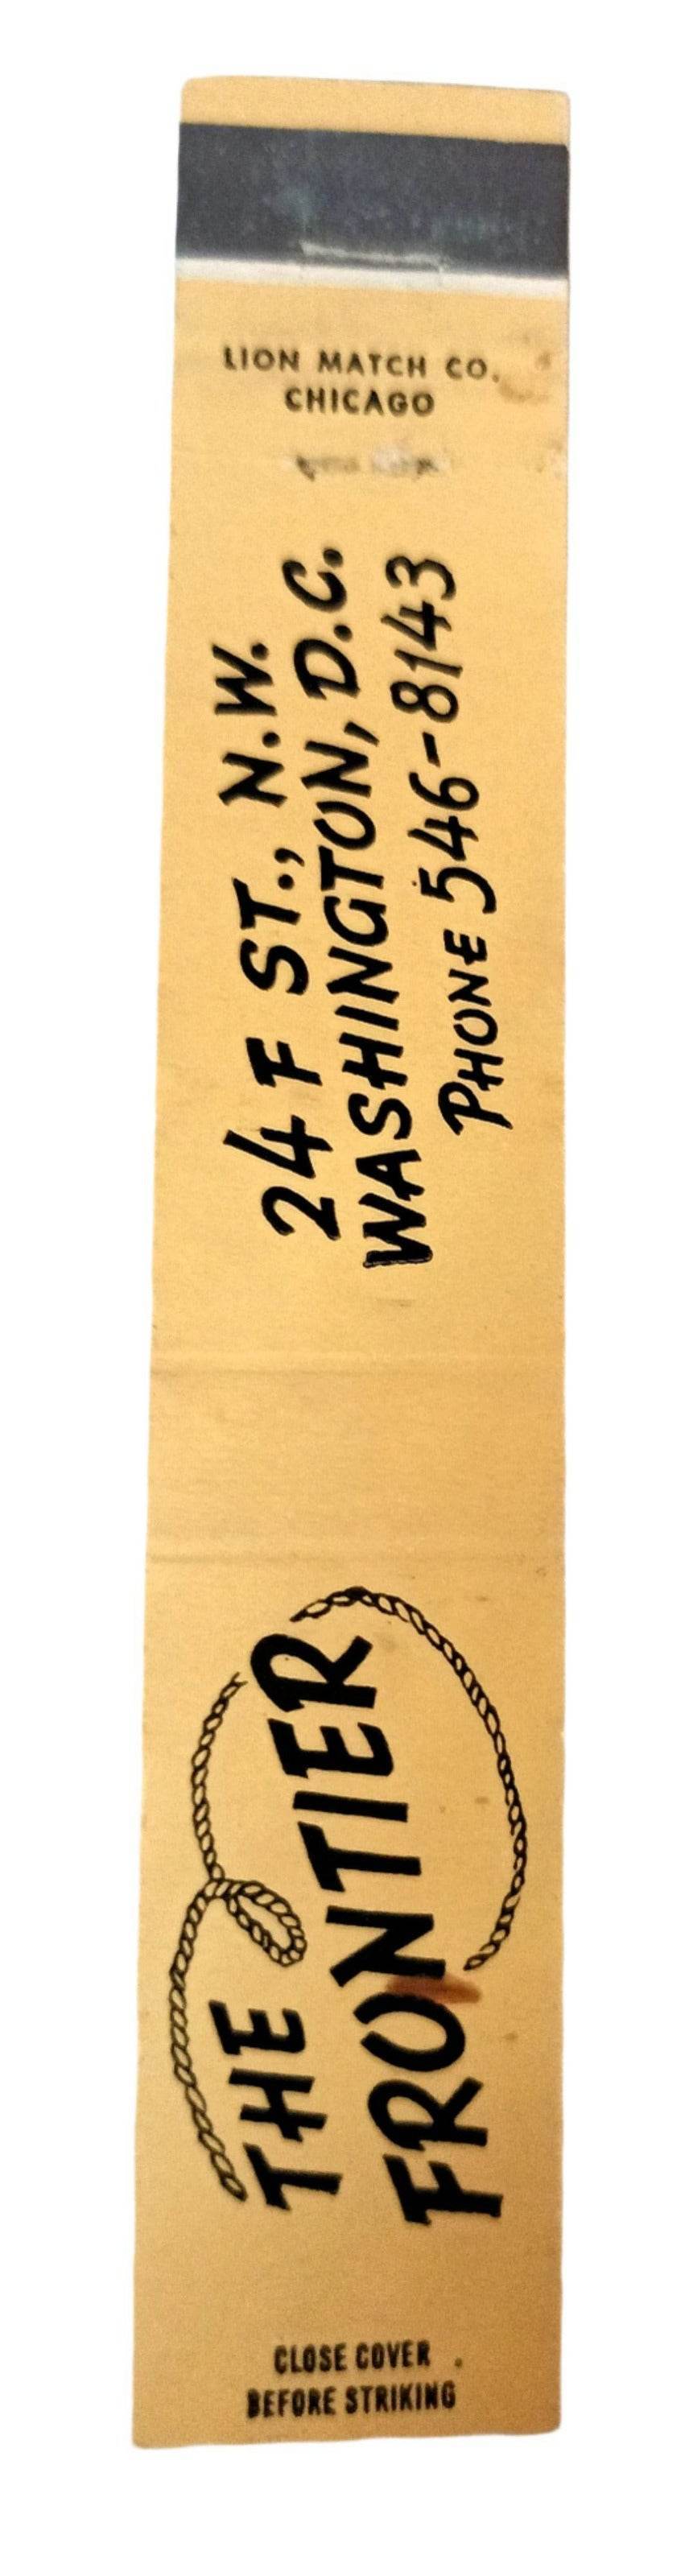 LION MATCH CO.
CHICAGO
24 F ST., N.W.
WASHINGTON, D.C.
PHONE 546-8143
THE
FRONTIER
CLOSE COVER
BEFORE STRIKING